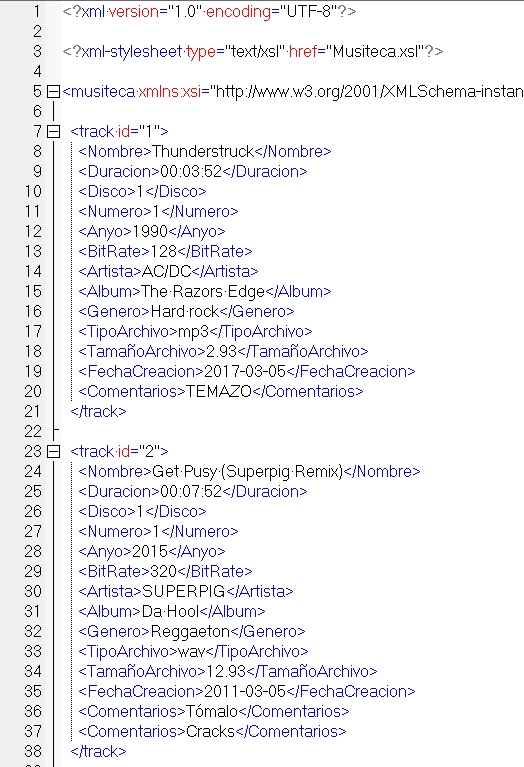 1 <?xml version="1.0" encoding="UTF-8"?>
2
3 <?xml-stylesheet type="text/xsl" href="Musiteca.xsl"?>
4
5 <musiteca xmlns:xsi="http://www.w3.org/2001/XMLSchema-instan
6
7 <track id="1">
8 <Nombre>Thunderstruck</Nombre>
9 <Duracion>00:03:52</Duracion>
10 <Disco>1</Disco>
11 <Numero>1</Numero>
12 <Anyo>1990</Anyo>
13 <BitRate>128</BitRate>
14 <Artista>AC/DC</Artista>
15 <Album>The Razors Edge</Album>
16 <Genero>Hard rock</Genero>
17 <TipoArchivo>mp3</TipoArchivo>
18 <TamañoArchivo>2.93</TamañoArchivo>
19 <FechaCreacion>2017-03-05</FechaCreacion>
20 <Comentarios>TEMAZO</Comentarios>
21 </track>
22
23 <track id="2">
24 <Nombre>Get Pusy (Superpig Remix)</Nombre>
25 <Duracion>00:07:52</Duracion>
26 <Disco>1</Disco>
27 <Numero>1</Numero>
28 <Anyo>2015</Anyo>
29 <BitRate>320</BitRate>
30 <Artista>SUPERPIG</Artista>
31 <Album>Da Hool</Album>
32 <Genero>Reggaeton</Genero>
33 <TipoArchivo>wav</TipoArchivo>
34 <TamañoArchivo>12.93</TamañoArchivo>
35 <FechaCreacion>2011-03-05</FechaCreacion>
36 <Comentarios>Tómalo</Comentarios>
37 <Comentarios>Cracks</Comentarios>
38 </track>